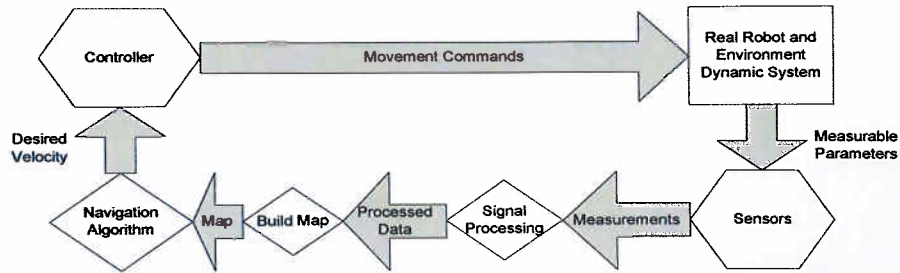 Controller
Movement Commands
Real Robot and
Environment
Dynamic System
Desired
Velocity
Measurable
Parameters
Navigation
Algorithm
Map
Build Map
Processed
Data
Signal
Processing
Measurements
Sensors